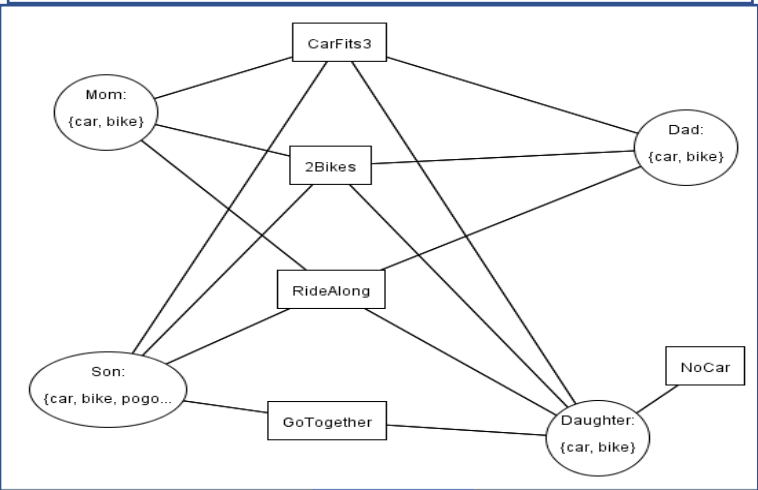 CarFits3
Mom:
{car, bike}
Dad:
{car, bike}
2Bikes
RideAlong
NoCar
Son:
{car, bike, pogo...
GoTogether
Daughter:
{car, bike}